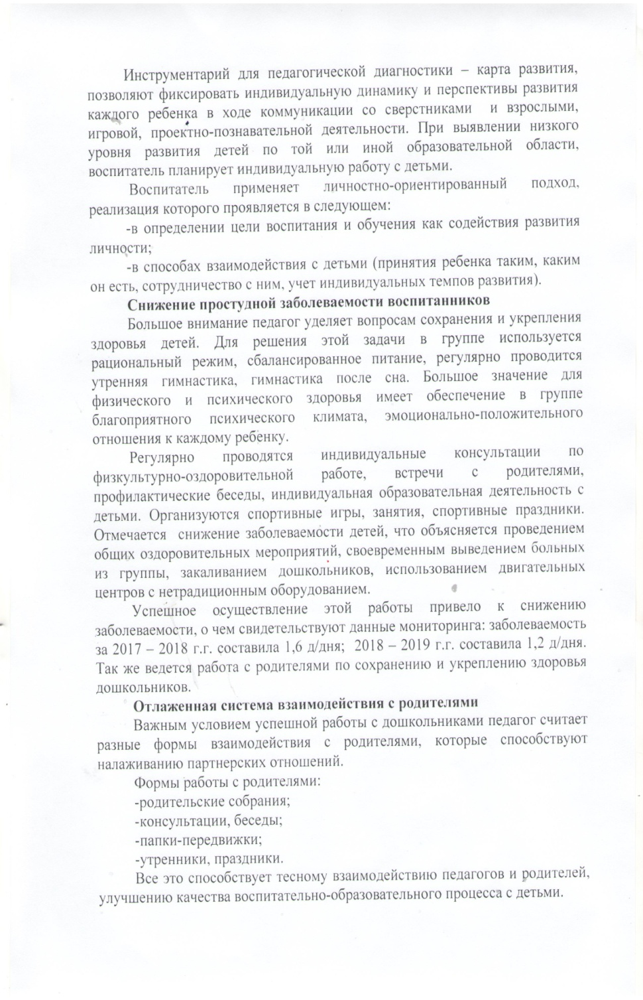 Инструментарий для педагогической диагностики – карта развития,
позволяют фиксировать индивидуальную динамику и перспективы развития
каждого ребенка в ходе коммуникации со сверстниками и взрослыми,
игровой, проектно-познавательной деятельности. При выявлении низкого
уровня развития детей по той или иной образовательной области,
воспитатель планирует индивидуальную работу с детьми.
Воспитатель применяет личностно-ориентированный подход,
реализация которого проявляется в следующем:
-в определении цели воспитания и обучения как содействия развития
личности;
-в способах взаимодействия с детьми (принятия ребенка таким, каким
он есть, сотрудничество с ним, учет индивидуальных темпов развития).
Снижение простудной заболеваемости воспитанников
Большое внимание педагог уделяет вопросам сохранения и укрепления
здоровья детей. Для решения этой задачи в группе используется
рациональный режим, сбалансированное питание, регулярно проводится
утренняя гимнастика, гимнастика после сна. Большое значение для
физического и психического здоровья имеет обеспечение в группе
благоприятного психического климата, эмоционально-положительного
отношения к каждому ребенку.
Регулярно проводятся индивидуальные консультации по
физкультурно-оздоровительной работе, встречи с родителями,
профилактические беседы, индивидуальная образовательная деятельность с
детьми. Организуются спортивные игры, занятия, спортивные праздники.
Отмечается снижение заболеваемости детей, что объясняется проведением
общих оздоровительных мероприятий, своевременным выведением больных
из группы, закаливанием дошкольников, использованием двигательных
центров с нетрадиционным оборудованием.
Успешное осуществление этой работы привело к снижению
заболеваемости, о чем свидетельствуют данные мониторинга: заболеваемость
за 2017 – 2018 г.г. составила 1,6 д/дня; 2018 – 2019 г.г. составила 1,2 д/дня.
Так же ведется работа с родителями по сохранению и укреплению здоровья
дошкольников.
Отлаженная система взаимодействия с родителями
Важным условием успешной работы с дошкольниками педагог считает
разные формы взаимодействия с родителями, которые способствуют
налаживанию партнерских отношений.
Формы работы с родителями:
-родительские собрания;
-консультации, беседы;
-папки-передвижки;
-утренники, праздники.
Все это способствует тесному взаимодействию педагогов и родителей,
улучшению качества воспитательно-образовательного процесса с детьми.